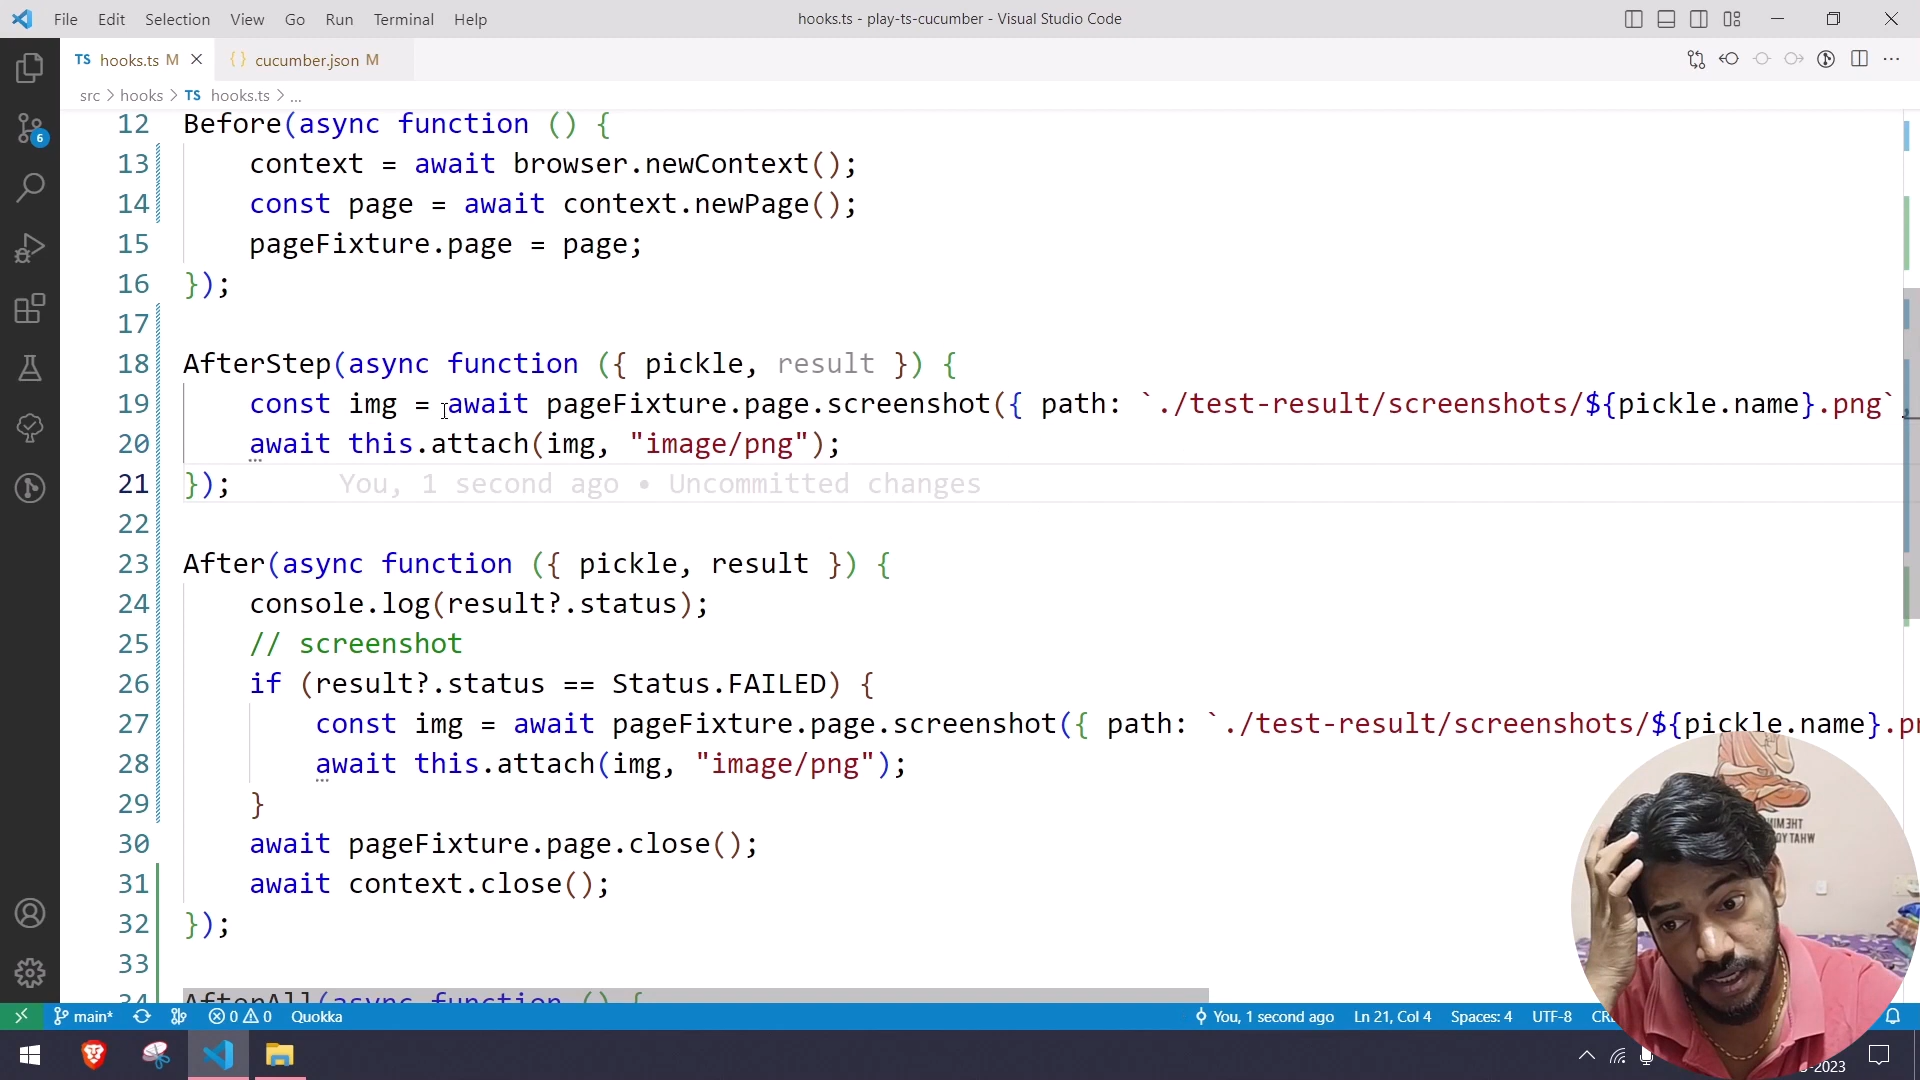 File Edit Selection View Go Run Terminal Help hooks.ts - play-ts-cucumber - Visual Studio Code
TS hooks.ts M {} cucumber.json M
src > hooks > TS hooks.ts > ...
12 Before(async function () {
13 context = await browser.newContext();
14 const page = await context.newPage();
15 pageFixture.page = page;
16 });
17
18 AfterStep(async function ({ pickle, result }) {
19 const img = await pageFixture.page.screenshot({ path: `./test-result/screenshots/${pickle.name}.png`,
20 await this.attach(img, "image/png");
21 }); You, 1 second ago • Uncommitted changes
22
23 After(async function ({ pickle, result }) {
24 console.log(result?.status);
25 // screenshot
26 if (result?.status == Status.FAILED) {
27 const img = await pageFixture.page.screenshot({ path: `./test-result/screenshots/${pickle.name}.pn
28 await this.attach(img, "image/png");
29 }
30 await pageFixture.page.close();
31 await context.close();
32 });
33
34 AfterAll(async function () {
6
main* 0 0 Quokka You, 1 second ago Ln 21, Col 4 Spaces: 4 UTF-8
-2023